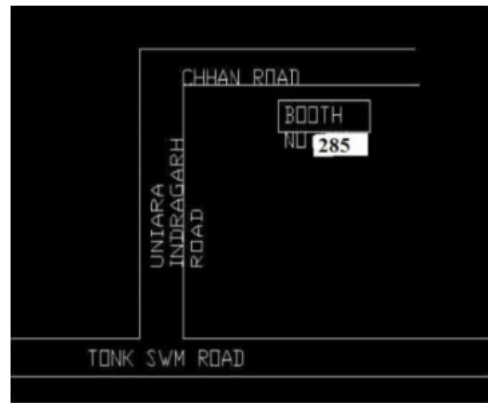 CHHAN ROAD
BOOTH
NO 285
UNIARA
INDRAGARH
ROAD
TONK SWM ROAD